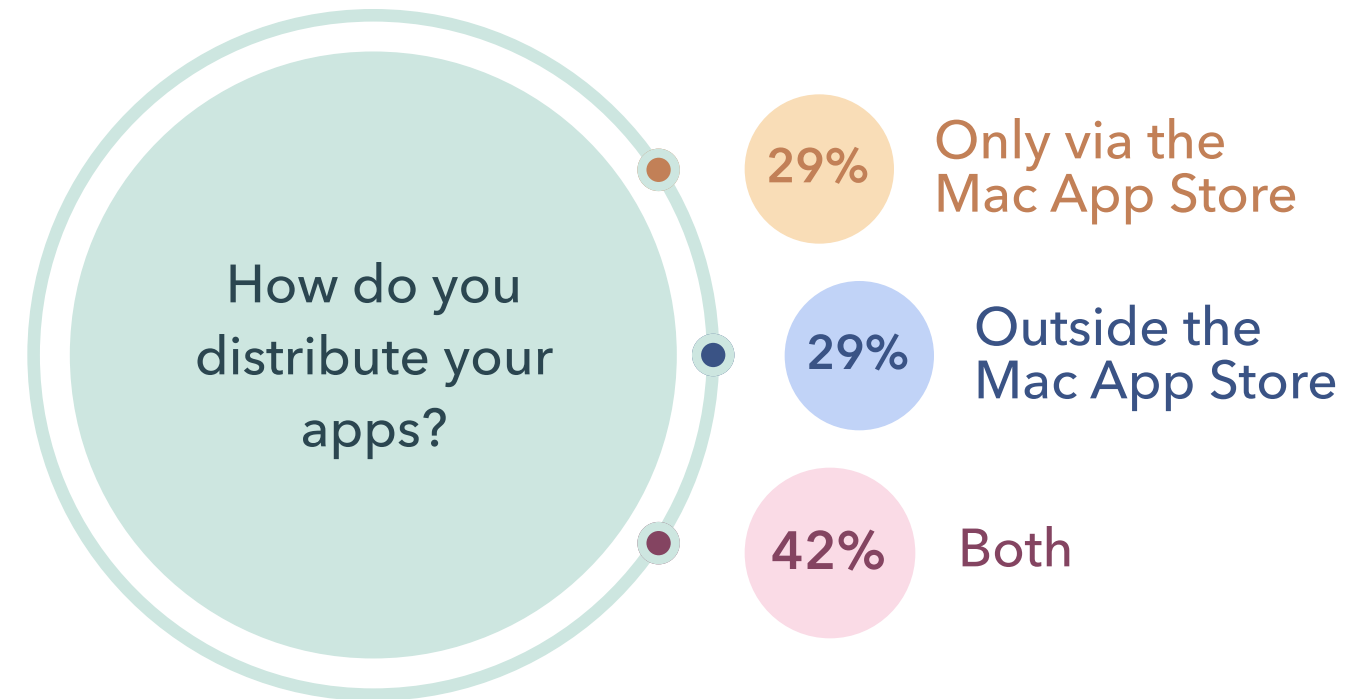 How do you
distribute your
apps?
29%
Only via the
Mac App Store
29%
Outside the
Mac App Store
42%
Both